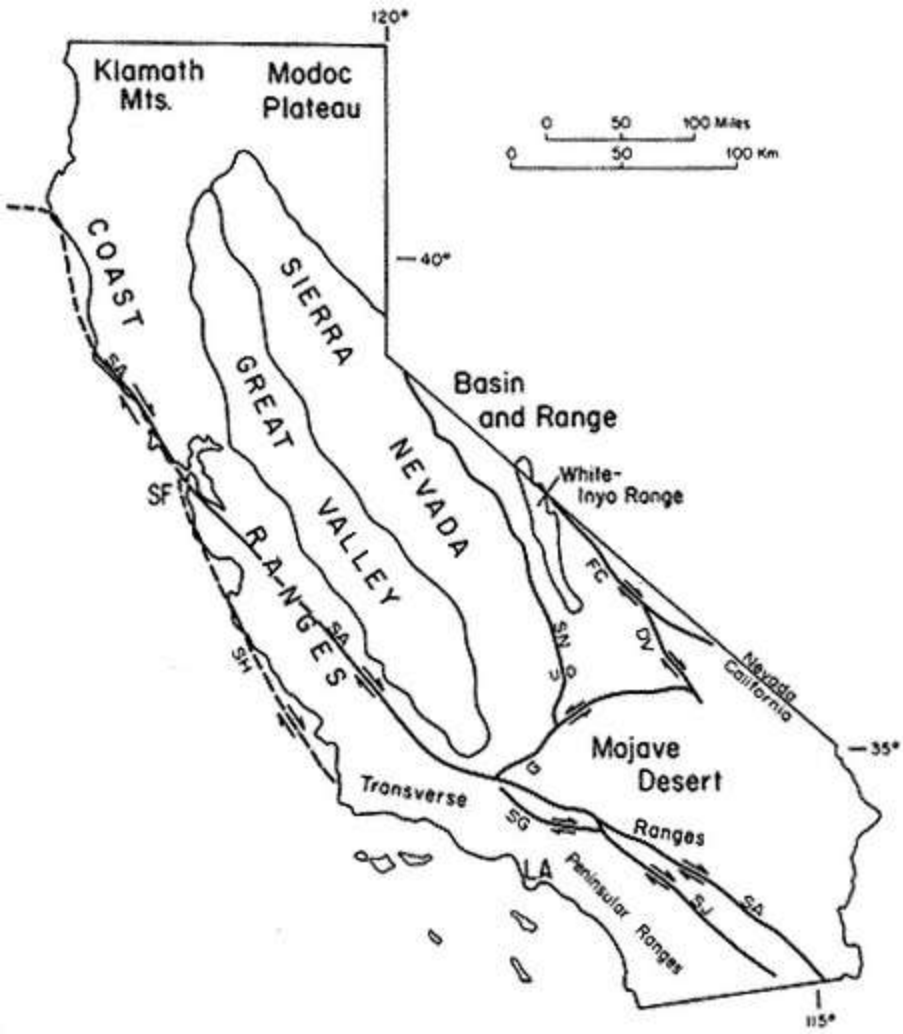 120°
Klamath
Mts.
Modoc
Plateau
0 50 100 Miles
0 50 100 Km
COAST
40°
SIERRA
SA
GREAT
Basin
and Range
NEVADA
White-
Inyo Range
SF
RANGES
VALLEY
FC
SA
SN
DV
SH
U D
Nevada
California
35°
G
Mojave
Desert
Transverse
Ranges
SG
LA
Peninsular Ranges
SJ
SA
115°